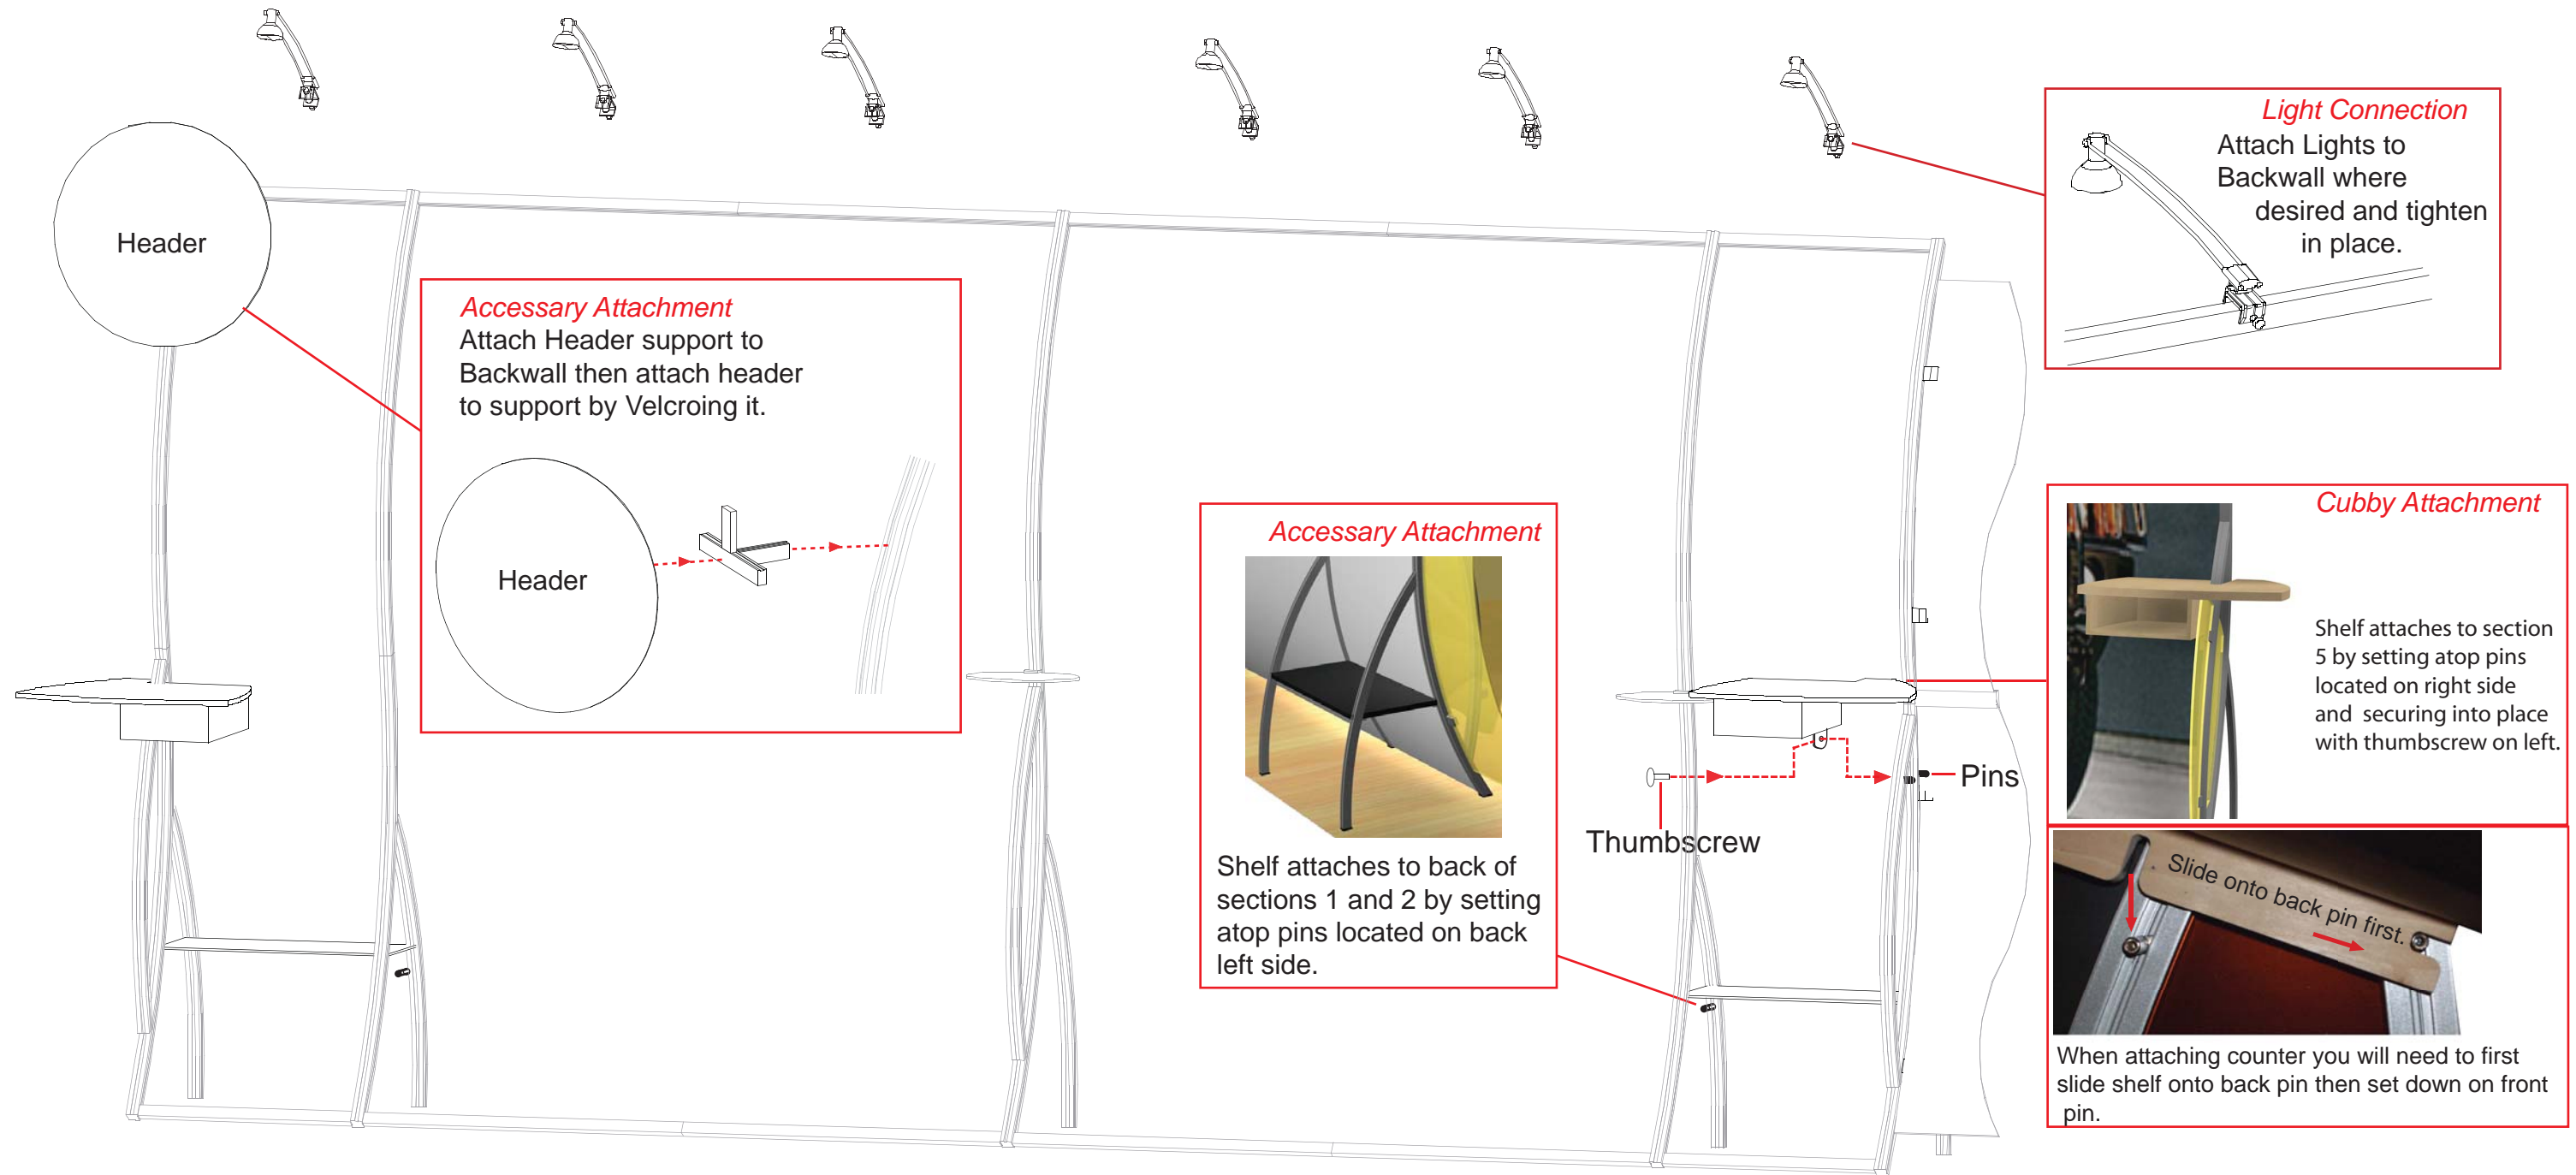 Light Connection
Attach Lights to
Backwall where
desired and tighten
in place.
Header
Accessary Attachment
Attach Header support to
Backwall then attach header
to support by Velcroing it.
Header
Accessary Attachment
Shelf attaches to back of
sections 1 and 2 by setting
atop pins located on back
left side.
Cubby Attachment
Shelf attaches to section
5 by setting atop pins
located on right side
and  securing into place
with thumbscrew on left.
Pins
Thumbscrew
Slide onto back pin first.
When attaching counter you will need to first
slide shelf onto back pin then set down on front
pin.